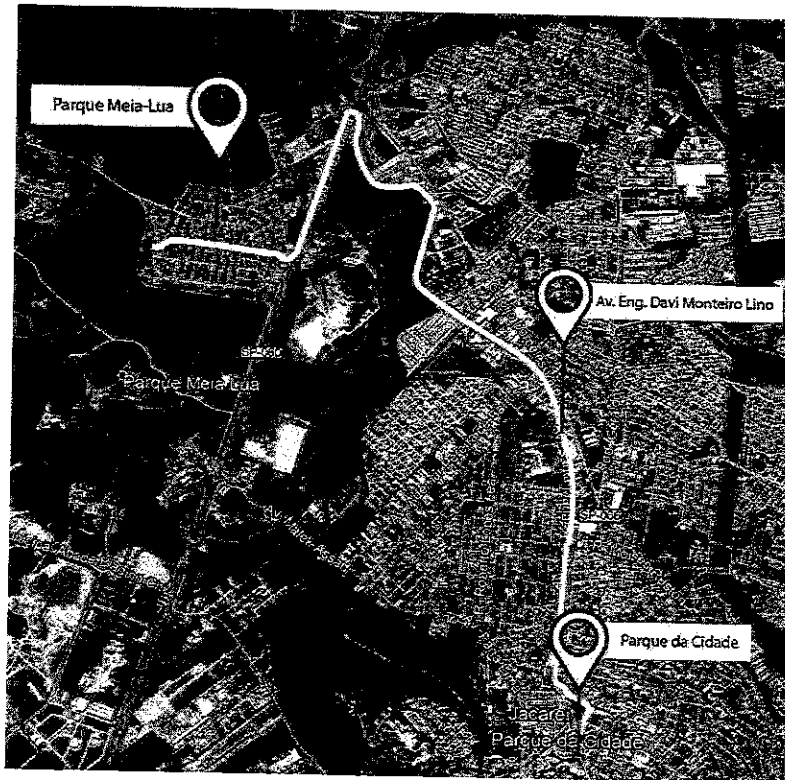 Parque Meia-Lua
Av. Eng. Davi Monteiro Lino
Parque Meia Lua
Parque da Cidade
Jacareí
Parque da Cidade